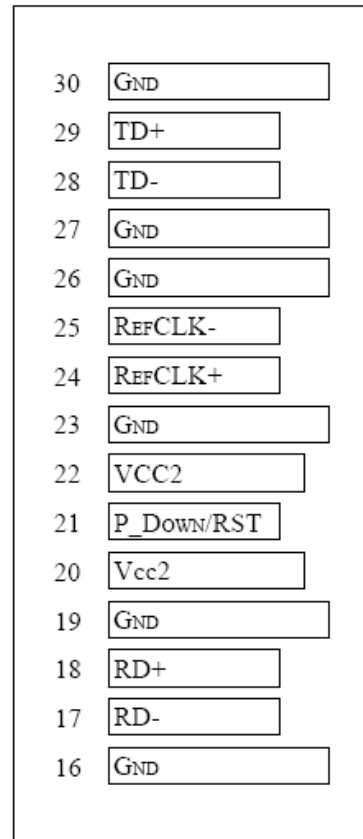 30 GND
29 TD+
28 TD-
27 GND
26 GND
25 REFCLK-
24 REFCLK+
23 GND
22 VCC2
21 P_DOWN/RST
20 Vcc2
19 GND
18 RD+
17 RD-
16 GND